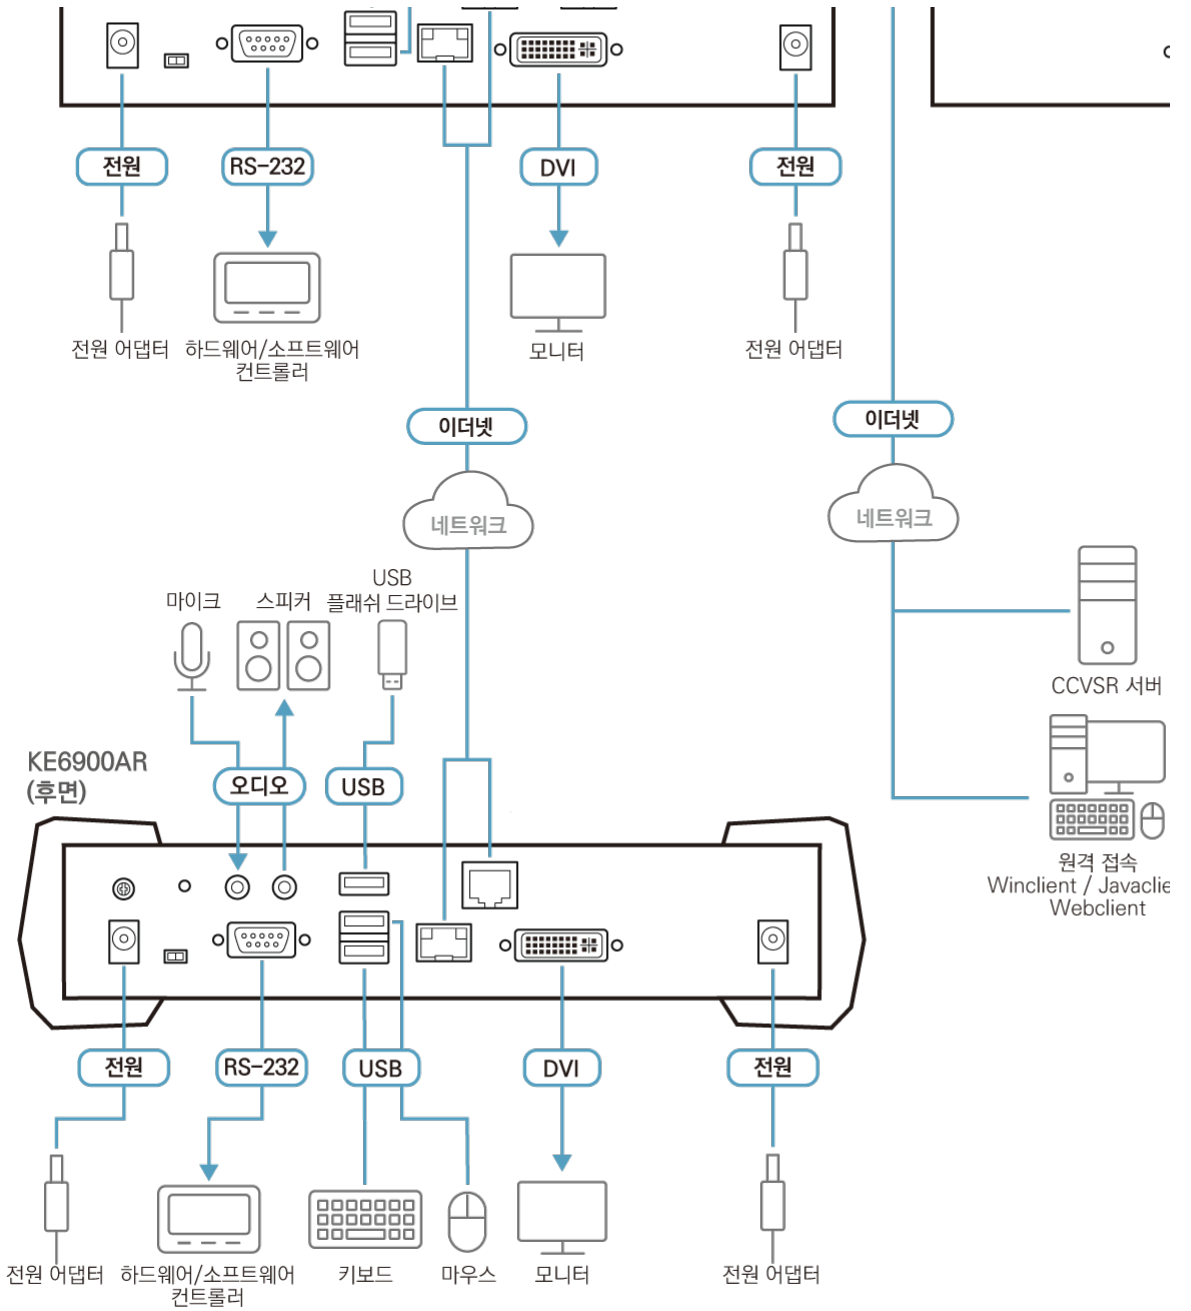 전원
RS-232
DVI
전원
전원 어댑터
하드웨어/소프트웨어
컨트롤러
모니터
전원 어댑터
이더넷
이더넷
네트워크
네트워크
마이크
스피커
USB
플래쉬 드라이브
CCVSR 서버
KE6900AR
(후면)
오디오
USB
원격 접속
Winclient / Javaclie
Webclient
전원
RS-232
USB
DVI
전원
전원 어댑터
하드웨어/소프트웨어
컨트롤러
키보드
마우스
모니터
전원 어댑터